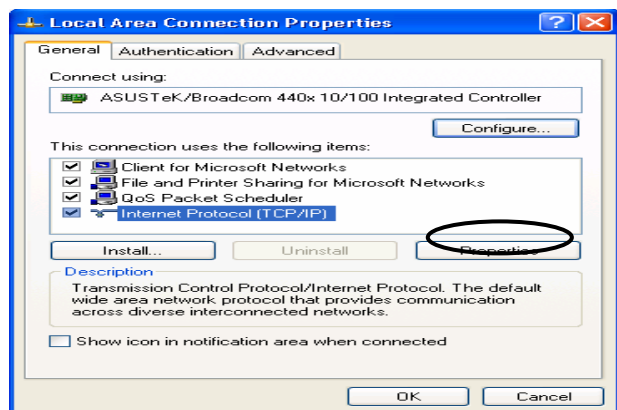 Local Area Connection Properties
General Authentication Advanced
Connect using:
ASUSTeK/Broadcom 440x 10/100 Integrated Controller
Configure...
This connection uses the following items:
Client for Microsoft Networks
File and Printer Sharing for Microsoft Networks
QoS Packet Scheduler
Internet Protocol (TCP/IP)
Install... Uninstall Properties
Description
Transmission Control Protocol/Internet Protocol. The default
wide area network protocol that provides communication
across diverse interconnected networks.
Show icon in notification area when connected
OK Cancel